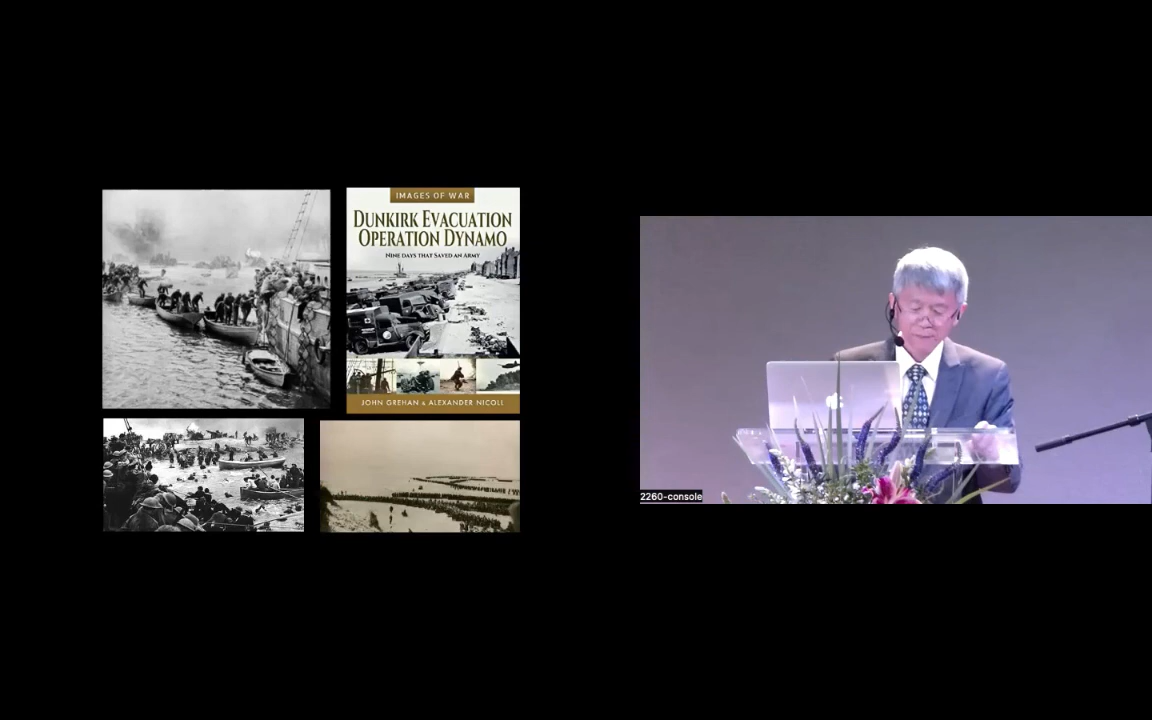 IMAGES OF WAR
DUNKIRK EVACUATION
OPERATION DYNAMO
NINE DAYS THAT SAVED AN ARMY
JOHN GREHAN & ALEXANDER NICOLL
2260-console